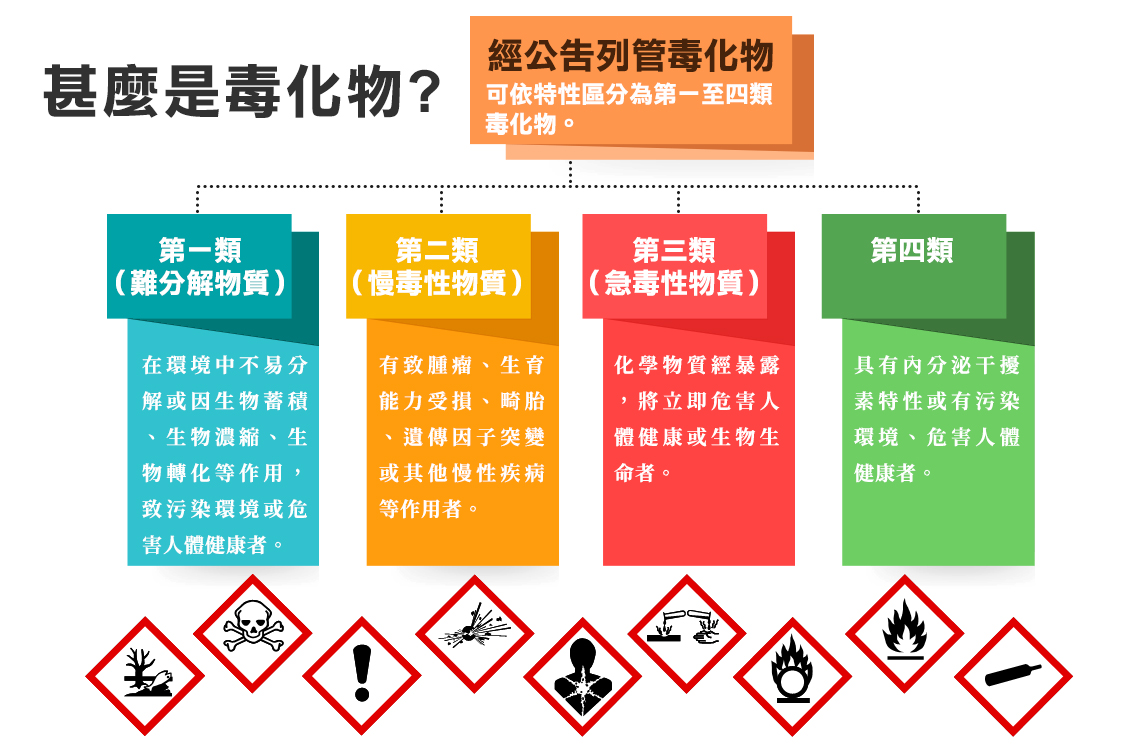 甚麼是毒化物?
經公告列管毒化物
可依特性區分為第一至四類
毒化物。
第一類
（難分解物質）
在環境中不易分
解或因生物蓄積
、生物濃縮、生
物轉化等作用，
致污染環境或危
害人體健康者。
第二類
（慢毒性物質）
有致腫瘤、生育
能力受損、畸胎
、遺傳因子突變
或其他慢性疾病
等作用者。
第三類
（急毒性物質）
化學物質經暴露
，將立即危害人
體健康或生物生
命者。
第四類
具有內分泌干擾
素特性或有污染
環境、危害人體
健康者。